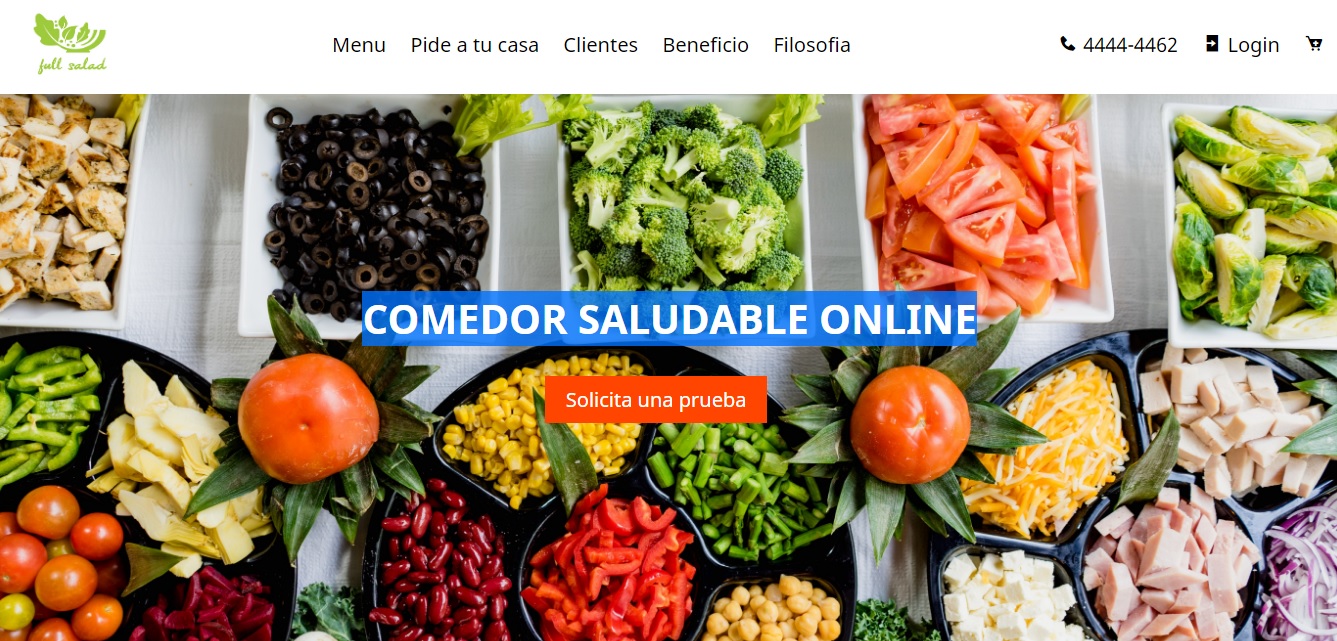 full salad
Menu Pide a tu casa Clientes Beneficio Filosofia 4444-4462 Login
COMEDOR SALUDABLE ONLINE
Solicita una prueba